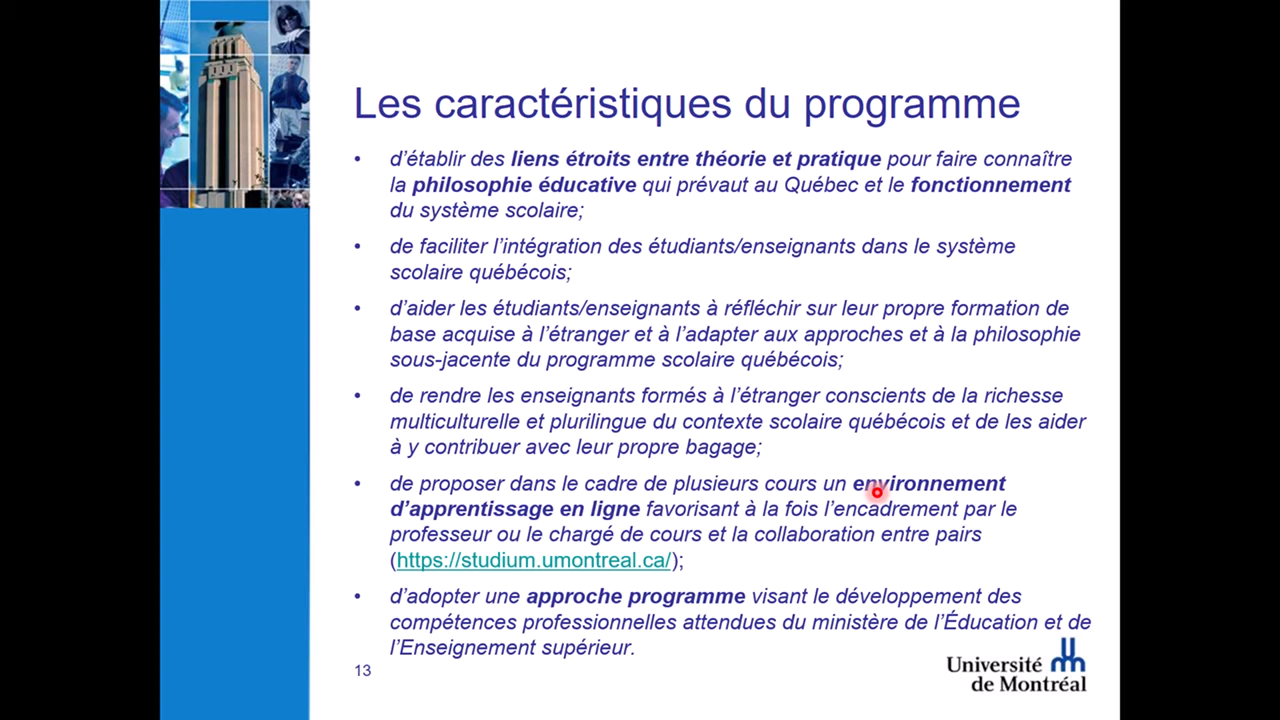 Les caractéristiques du programme
• d’établir des liens étroits entre théorie et pratique pour faire connaître
la philosophie éducative qui prévaut au Québec et le fonctionnement
du système scolaire;
• de faciliter l’intégration des étudiants/enseignants dans le système
scolaire québécois;
• d’aider les étudiants/enseignants à réfléchir sur leur propre formation de
base acquise à l’étranger et à l’adapter aux approches et à la philosophie
sous-jacente du programme scolaire québécois;
• de rendre les enseignants formés à l’étranger conscients de la richesse
multiculturelle et plurilingue du contexte scolaire québécois et de les aider
à y contribuer avec leur propre bagage;
• de proposer dans le cadre de plusieurs cours un environnement
d’apprentissage en ligne favorisant à la fois l’encadrement par le
professeur ou le chargé de cours et la collaboration entre pairs
(https://studium.umontreal.ca/);
• d’adopter une approche programme visant le développement des
compétences professionnelles attendues du ministère de l’Éducation et de
l’Enseignement supérieur.
13
Université
de Montréal